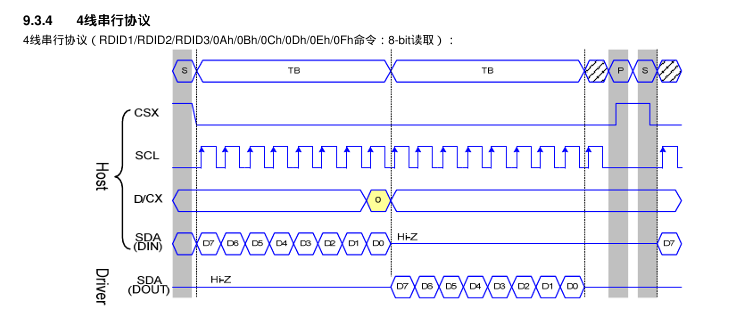 9.3.4 4线串行协议
4线串行协议（RDID1/RDID2/RDID3/0Ah/0Bh/0Ch/0Dh/0Eh/0Fh命令：8-bit读取）：
S TB TB P S
CSX
SCL
Host
D/CX 0
SDA
(DIN) D7 D6 D5 D4 D3 D2 D1 D0 Hi-Z D7
Driver
SDA
(DOUT) Hi-Z D7 D6 D5 D4 D3 D2 D1 D0